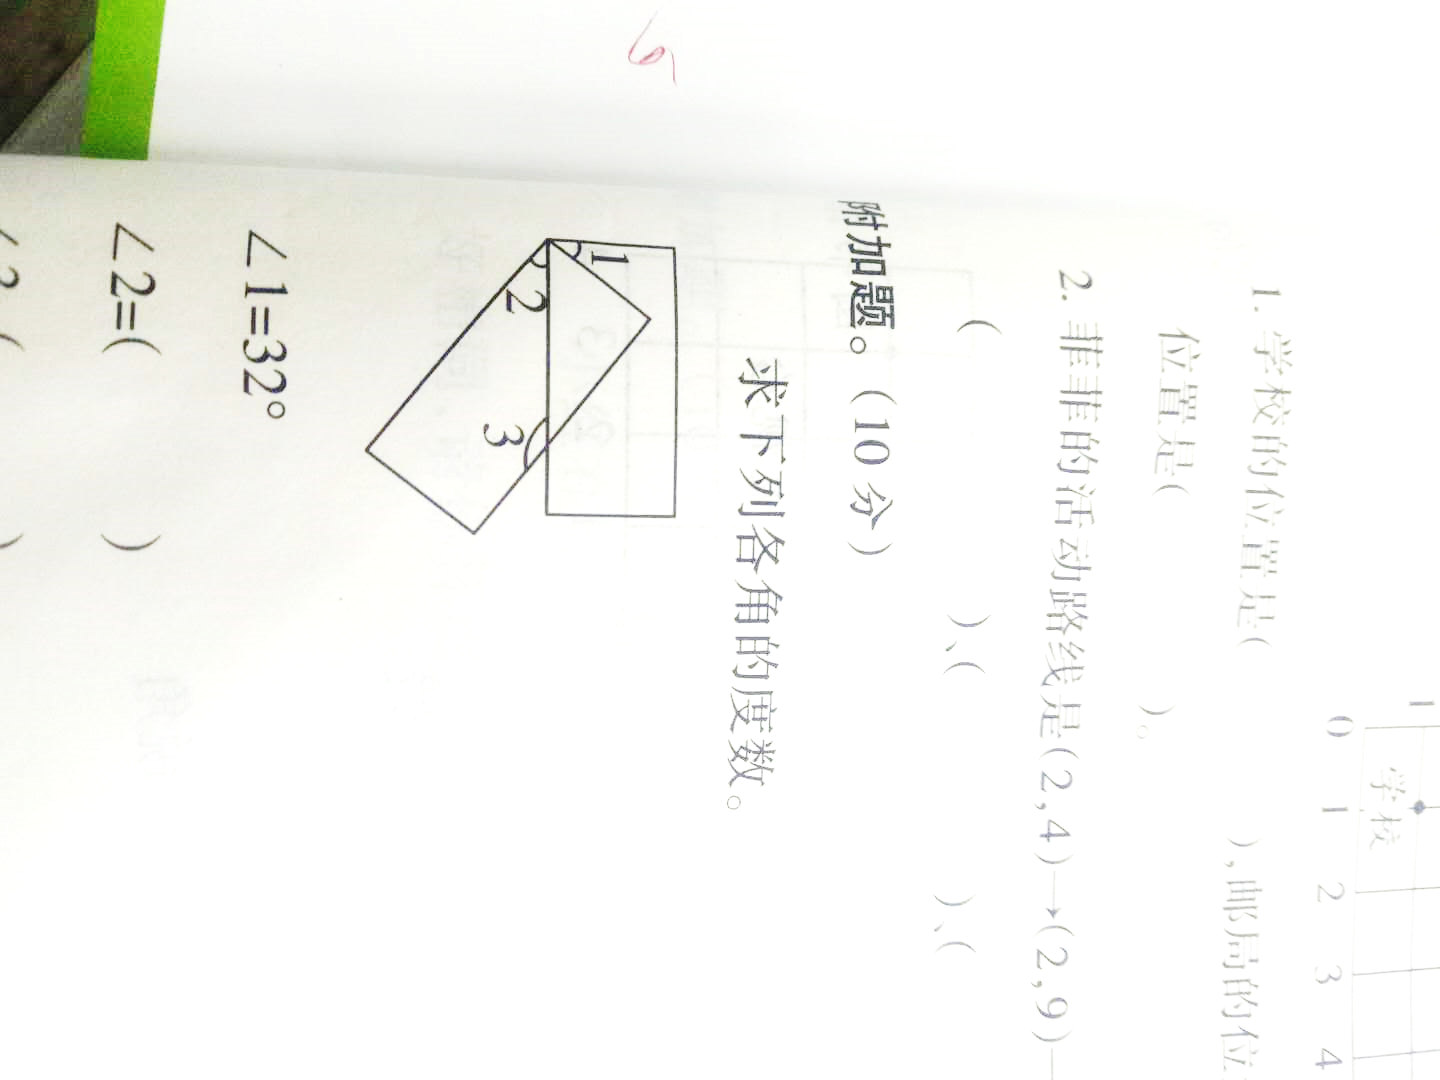 0 1 2 3 4
1
学校
1. 学校的位置是( ),邮局的位
位置是( )。
2. 菲菲的活动路线是(2,4)→(2,9)—
( )、( )、(
附加题。(10 分)
求下列各角的度数。
1
2
3
∠1=32°
∠2=( )
6